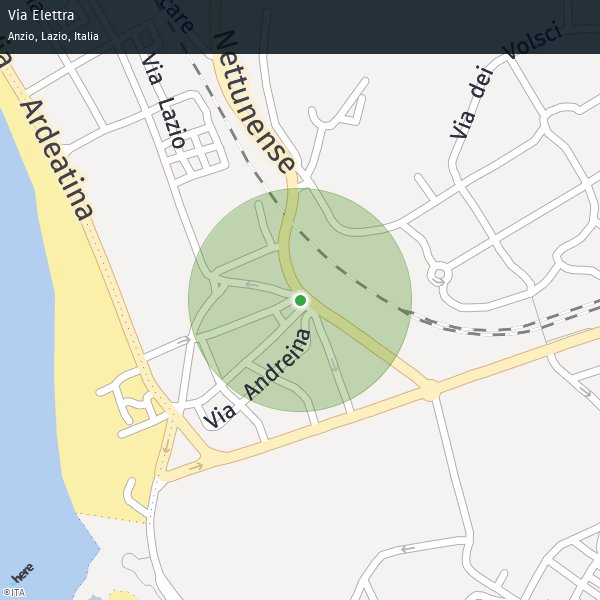 Via Elettra
Anzio, Lazio, Italia
Nettunense
Via dei Volsci
Via Lazio
Ardeatina
Via Andreina
here
©ITA